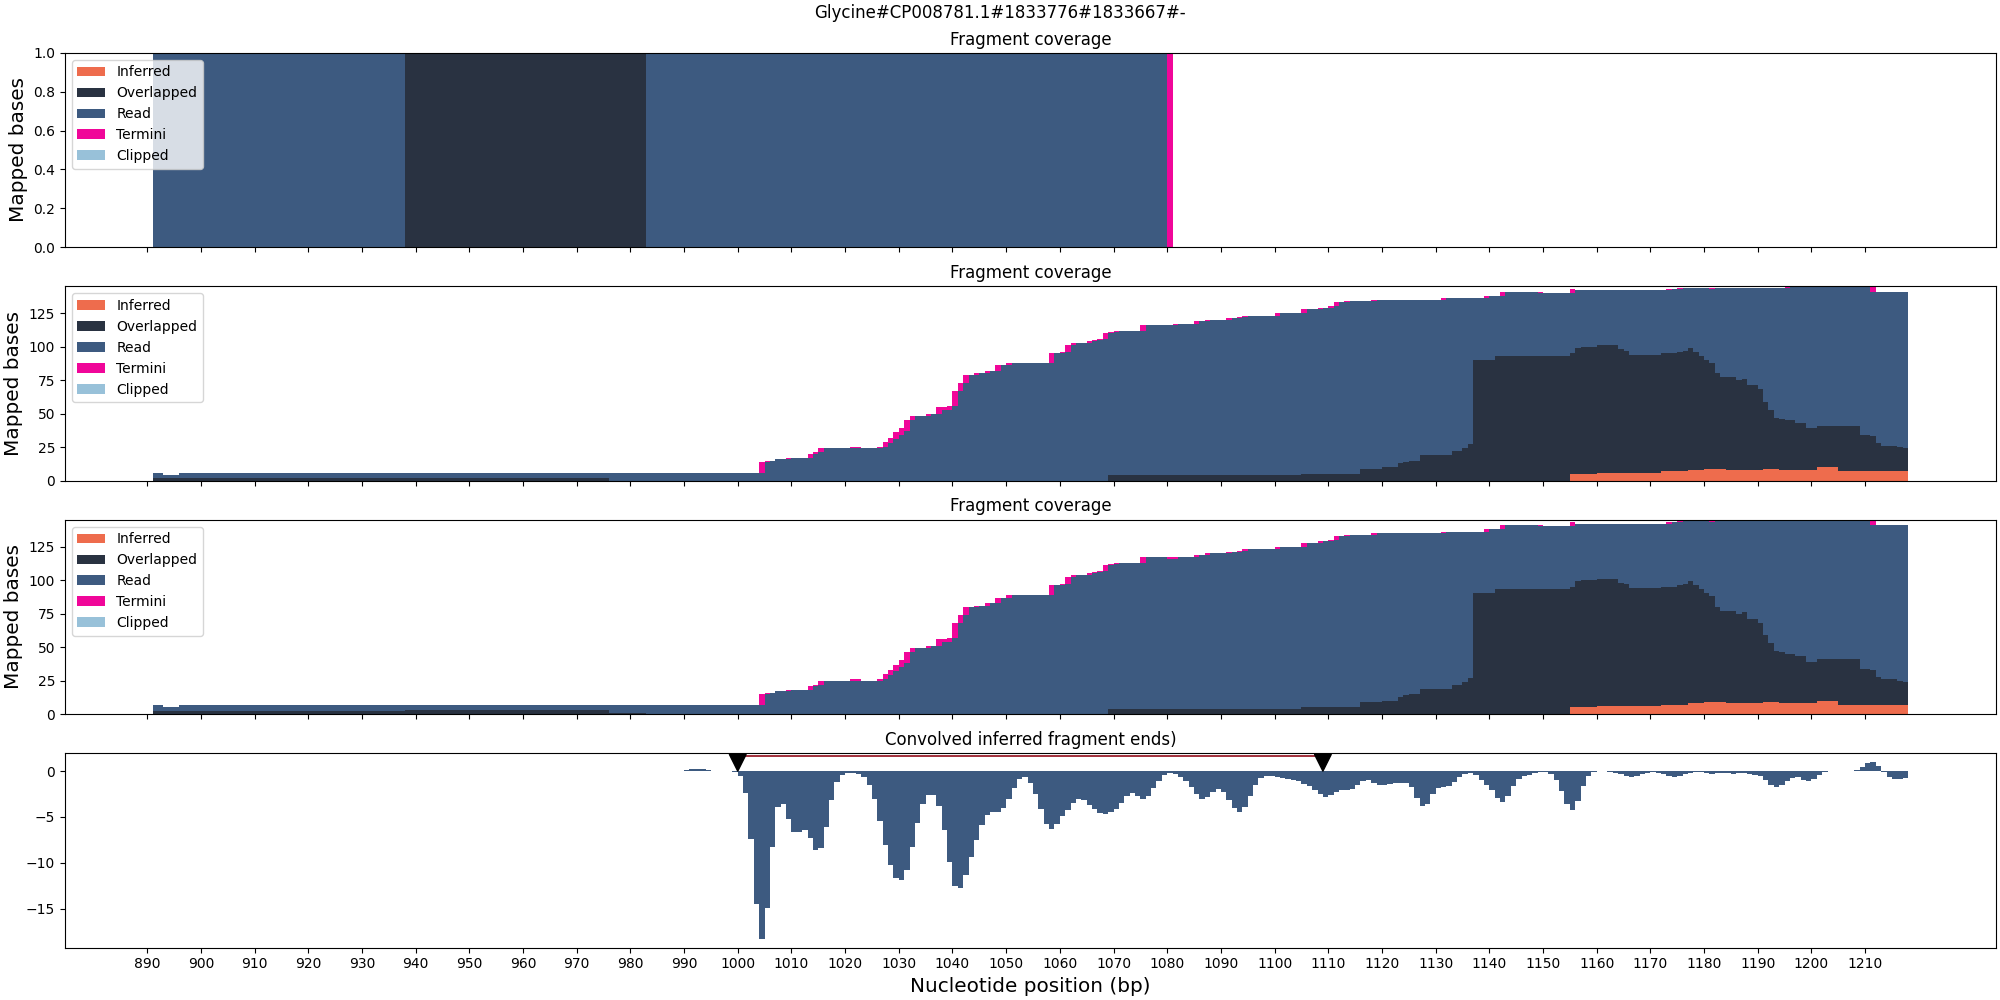 Glycine#CP008781.1#1833776#1833667#-
Fragment coverage
Mapped bases
1.0
0.8
0.6
0.4
0.2
0.0
Inferred
Overlapped
Read
Termini
Clipped
Fragment coverage
Mapped bases
125
100
75
50
25
0
Inferred
Overlapped
Read
Termini
Clipped
Fragment coverage
Mapped bases
125
100
75
50
25
0
Inferred
Overlapped
Read
Termini
Clipped
Convolved inferred fragment ends)
0
−5
−10
−15
890 900 910 920 930 940 950 960 970 980 990 1000 1010 1020 1030 1040 1050 1060 1070 1080 1090 1100 1110 1120 1130 1140 1150 1160 1170 1180 1190 1200 1210
Nucleotide position (bp)